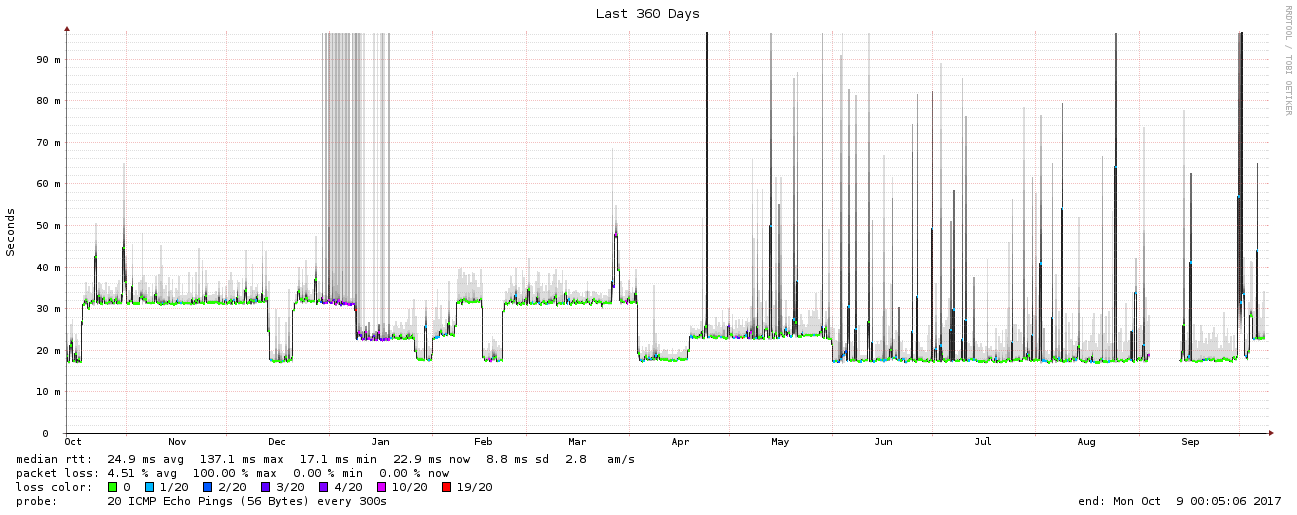 Last 360 Days
RRDTOOL / TOBI OETIKER
Seconds
90 m
80 m
70 m
60 m
50 m
40 m
30 m
20 m
10 m
0
Oct Nov Dec Jan Feb Mar Apr May Jun Jul Aug Sep
median rtt: 24.9 ms avg 137.1 ms max 17.1 ms min 22.9 ms now 8.8 ms sd 2.8 am/s
packet loss: 4.51 % avg 100.00 % max 0.00 % min 0.00 % now
loss color: 0 1/20 2/20 3/20 4/20 10/20 19/20
probe: 20 ICMP Echo Pings (56 Bytes) every 300s end: Mon Oct 9 00:05:06 2017